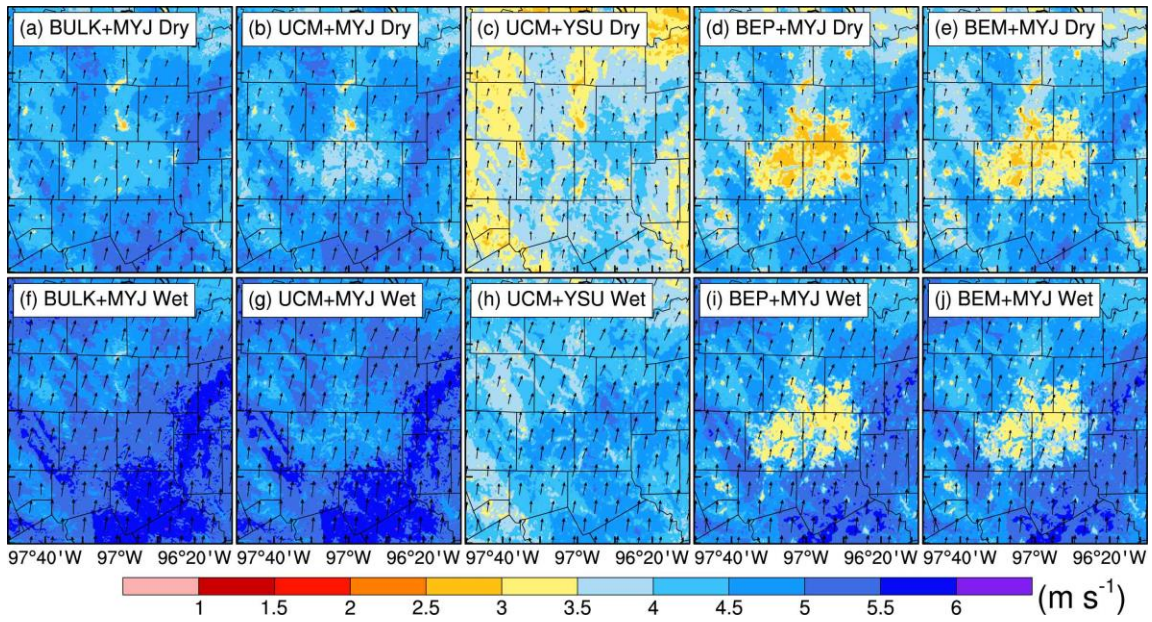 (a) BULK+MYJ Dry
(b) UCM+MYJ Dry
(c) UCM+YSU Dry
(d) BEP+MYJ Dry
(e) BEM+MYJ Dry
(f) BULK+MYJ Wet
(g) UCM+MYJ Wet
(h) UCM+YSU Wet
(i) BEP+MYJ Wet
(j) BEM+MYJ Wet
97°40'W 97°W 96°20'W 97°40'W 97°W 96°20'W 97°40'W 97°W 96°20'W 97°40'W 97°W 96°20'W 97°40'W 97°W 96°20'W
1 1.5 2 2.5 3 3.5 4 4.5 5 5.5 6 (m s⁻¹)